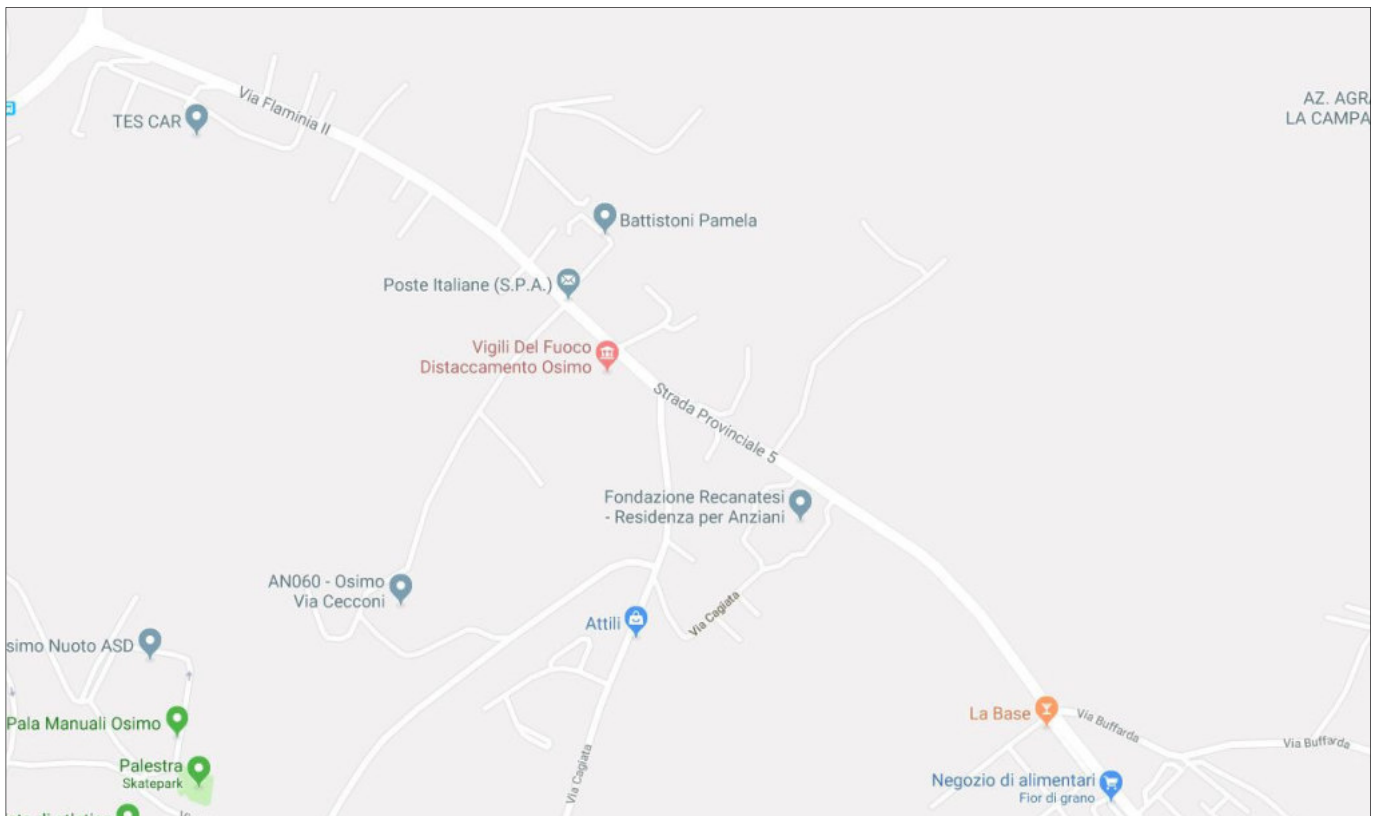 Via Flaminia II
AZ. AGR
LA CAMPA
TES CAR
Battistoni Pamela
Poste Italiane (S.P.A.)
Vigili Del Fuoco
Distaccamento Osimo
Strada Provinciale 5
Fondazione Recanatesi
- Residenza per Anziani
AN060 - Osimo
Via Cecconi
Via Cagiata
Attili
simo Nuoto ASD
La Base
Via Buffarda
Pala Manuali Osimo
Via Buffarda
Via Cagiata
Palestra
Skatepark
Negozio di alimentari
Fior di grano